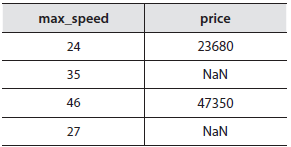 max_speed price
24 23680
35 NaN
46 47350
27 NaN